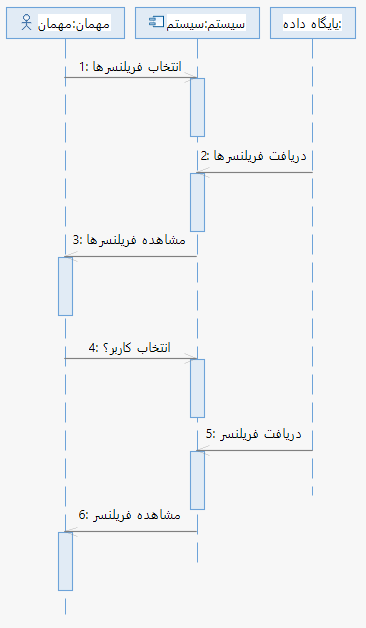 مهمان:مهمان
سیستم:سیستم
پایگاه داده:
1: انتخاب فریلنسرها
2: دریافت فریلنسرها
3: مشاهده فریلنسرها
4: انتخاب کاربر؟
5: دریافت فریلنسر
6: مشاهده فریلنسر